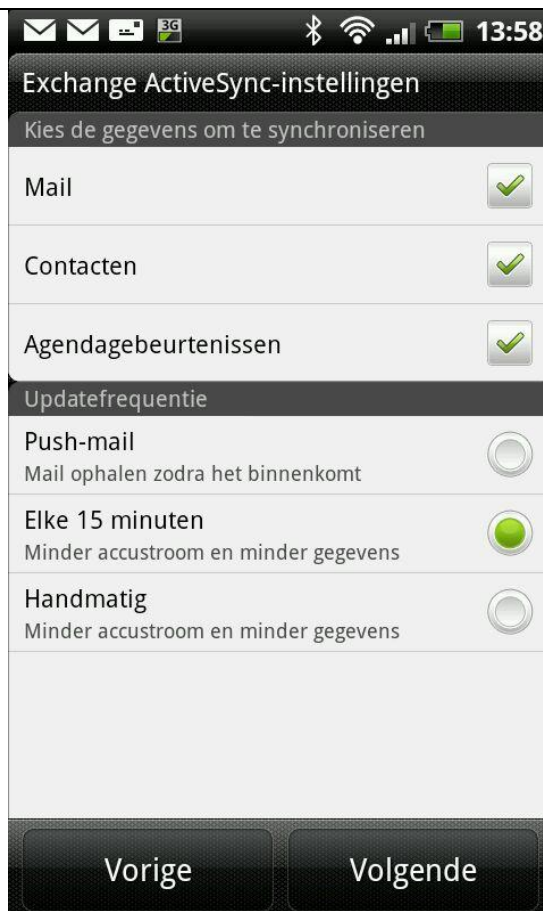 3G 13:58
Exchange ActiveSync-instellingen
Kies de gegevens om te synchroniseren
Mail
Contacten
Agendagebeurtenissen
Updatefrequentie
Push-mail
Mail ophalen zodra het binnenkomt
Elke 15 minuten
Minder accustroom en minder gegevens
Handmatig
Minder accustroom en minder gegevens
Vorige Volgende